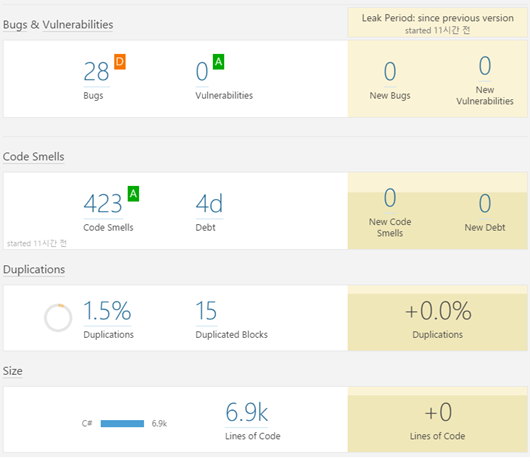 Bugs & Vulnerabilities
Leak Period: since previous version
started 11시간 전
28 D
Bugs
0 A
Vulnerabilities
0
New Bugs
0
New
Vulnerabilities
Code Smells
423 A
Code Smells
4d
Debt
started 11시간 전
0
New Code
Smells
0
New Debt
Duplications
1.5%
Duplications
15
Duplicated Blocks
+0.0%
Duplications
Size
C# 6.9k
6.9k
Lines of Code
+0
Lines of Code